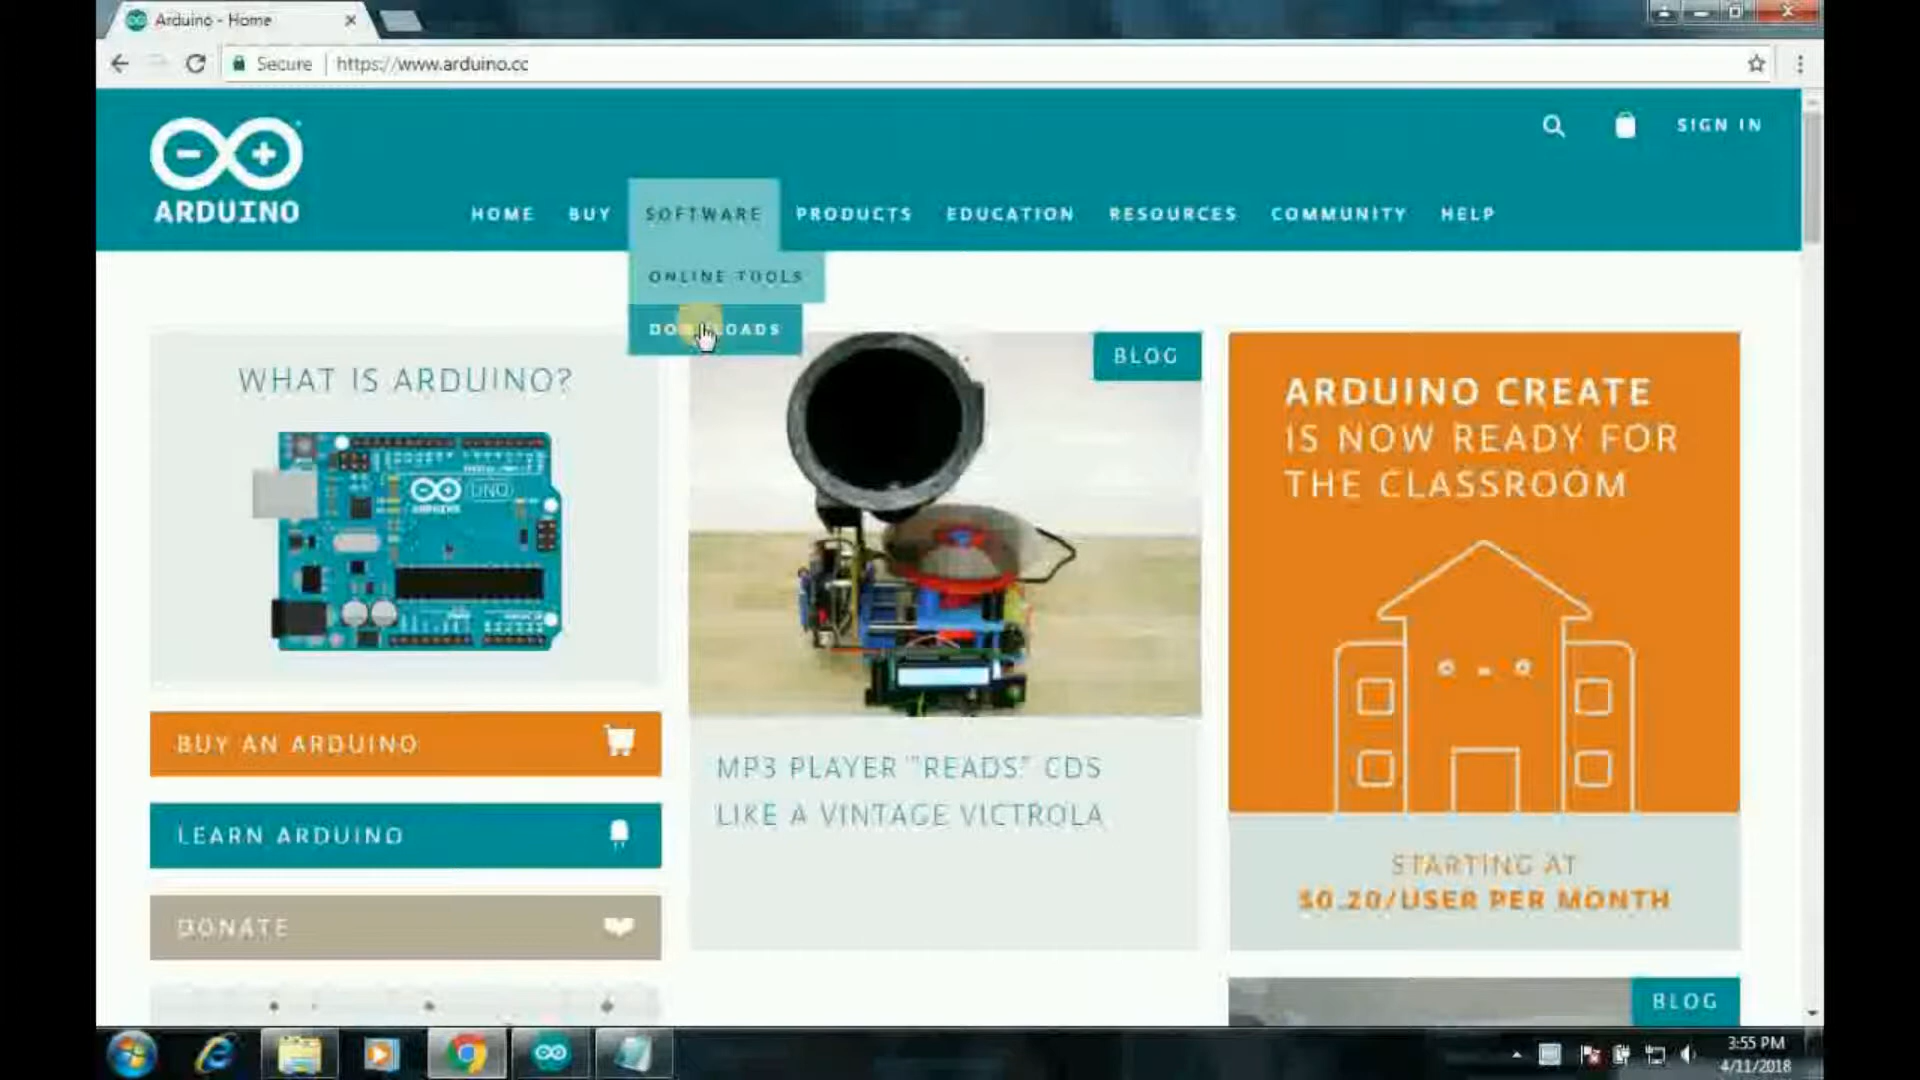 Arduino - Home
Secure
https://www.arduino.cc
SIGN IN
ARDUINO
HOME
BUY
SOFTWARE
PRODUCTS
EDUCATION
RESOURCES
COMMUNITY
HELP
ONLINE TOOLS
DOWNLOADS
WHAT IS ARDUINO?
UNO
ARDUINO
BUY AN ARDUINO
LEARN ARDUINO
DONATE
BLOG
MP3 PLAYER "READS" CDS
LIKE A VINTAGE VICTROLA
ARDUINO CREATE
IS NOW READY FOR
THE CLASSROOM
STARTING AT
$0.20/USER PER MONTH
BLOG
3:55 PM
4/11/2018